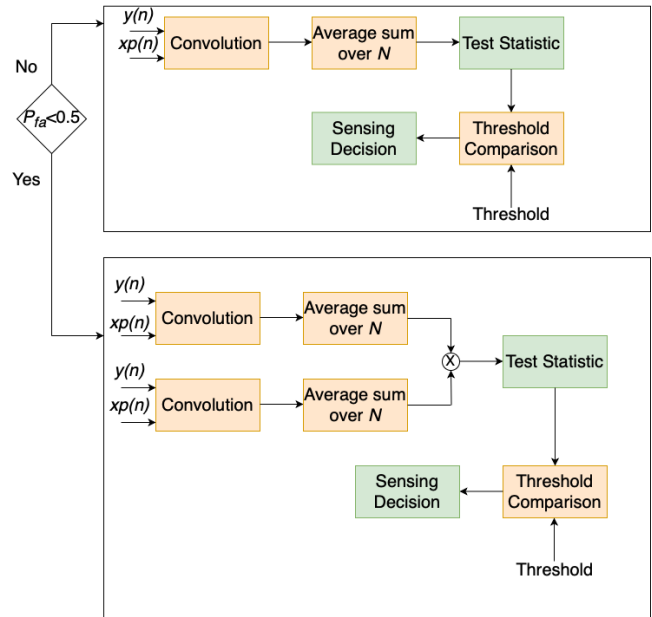 y(n)
xp(n)
Convolution
Average sum
over N
Test Statistic
No
P_fa<0.5
Yes
Sensing
Decision
Threshold
Comparison
Threshold
y(n)
xp(n)
Convolution
Average sum
over N
X
Test Statistic
y(n)
xp(n)
Convolution
Average sum
over N
Sensing
Decision
Threshold
Comparison
Threshold